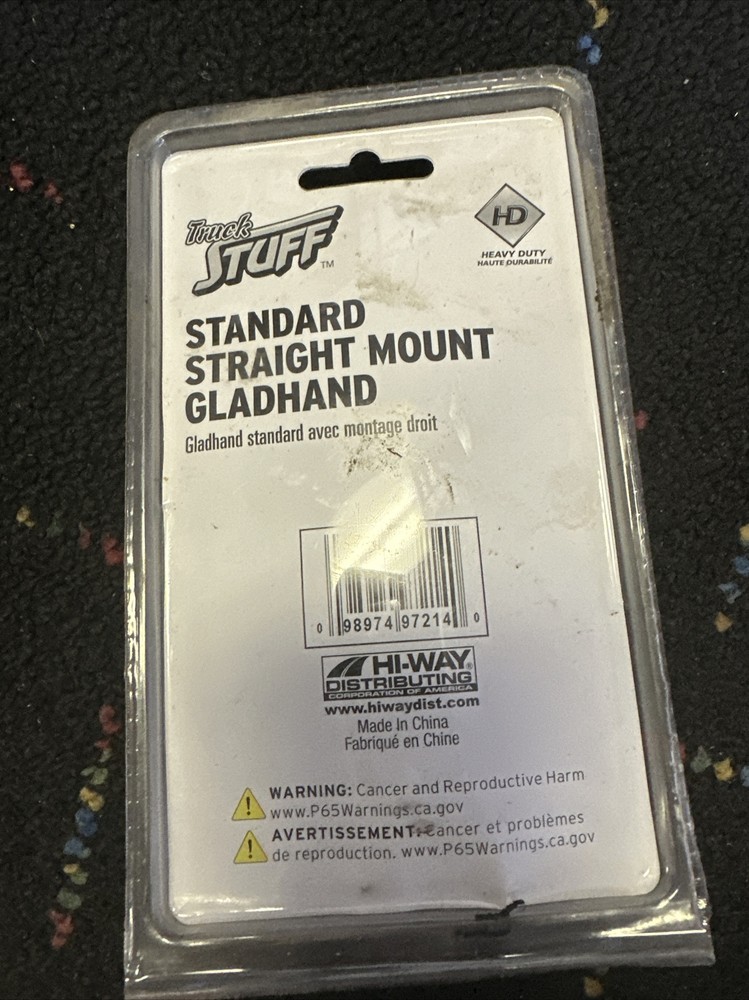 Truck
STUFF™
HD
HEAVY DUTY
HAUTE DURABILITÉ
STANDARD
STRAIGHT MOUNT
GLADHAND
Gladhand standard avec montage droit
0 98974 97214 0
HI-WAY®
DISTRIBUTING
CORPORATION OF AMERICA
www.hiwaydist.com
Made In China
Fabriqué en Chine
! WARNING: Cancer and Reproductive Harm
www.P65Warnings.ca.gov
! AVERTISSEMENT: Cancer et problèmes
de reproduction. www.P65Warnings.ca.gov